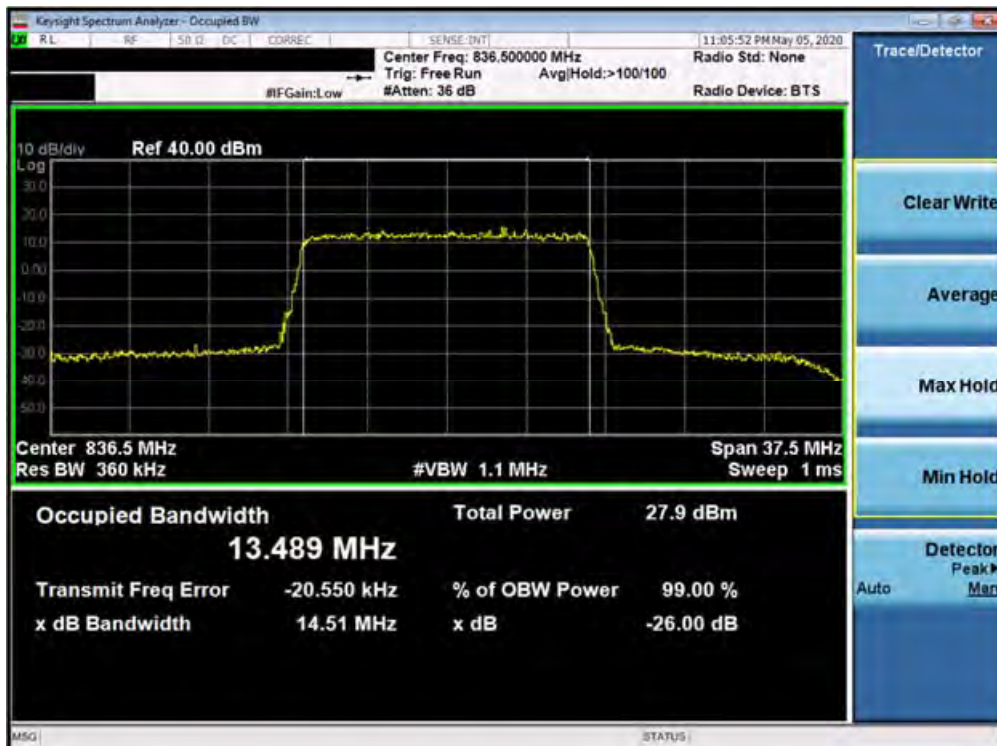 Keysight Spectrum Analyzer - Occupied BW
RL RF 50 Ω DC CORREC SENSE:INT 11:05:52 PM May 05, 2020
Center Freq: 836.500000 MHz Radio Std: None
Trig: Free Run Avg|Hold:>100/100
#IFGain:Low #Atten: 36 dB Radio Device: BTS
Trace/Detector
10 dB/div Ref 40.00 dBm
Log
30.0
20.0
10.0
0.00
-10.0
-20.0
-30.0
-40.0
-50.0
Center 836.5 MHz Span 37.5 MHz
Res BW 360 kHz #VBW 1.1 MHz Sweep 1 ms
Occupied Bandwidth Total Power 27.9 dBm
13.489 MHz
Transmit Freq Error -20.550 kHz % of OBW Power 99.00 %
x dB Bandwidth 14.51 MHz x dB -26.00 dB
Clear Write
Average
Max Hold
Min Hold
Detector
Peak▶
Auto Man
MSG STATUS